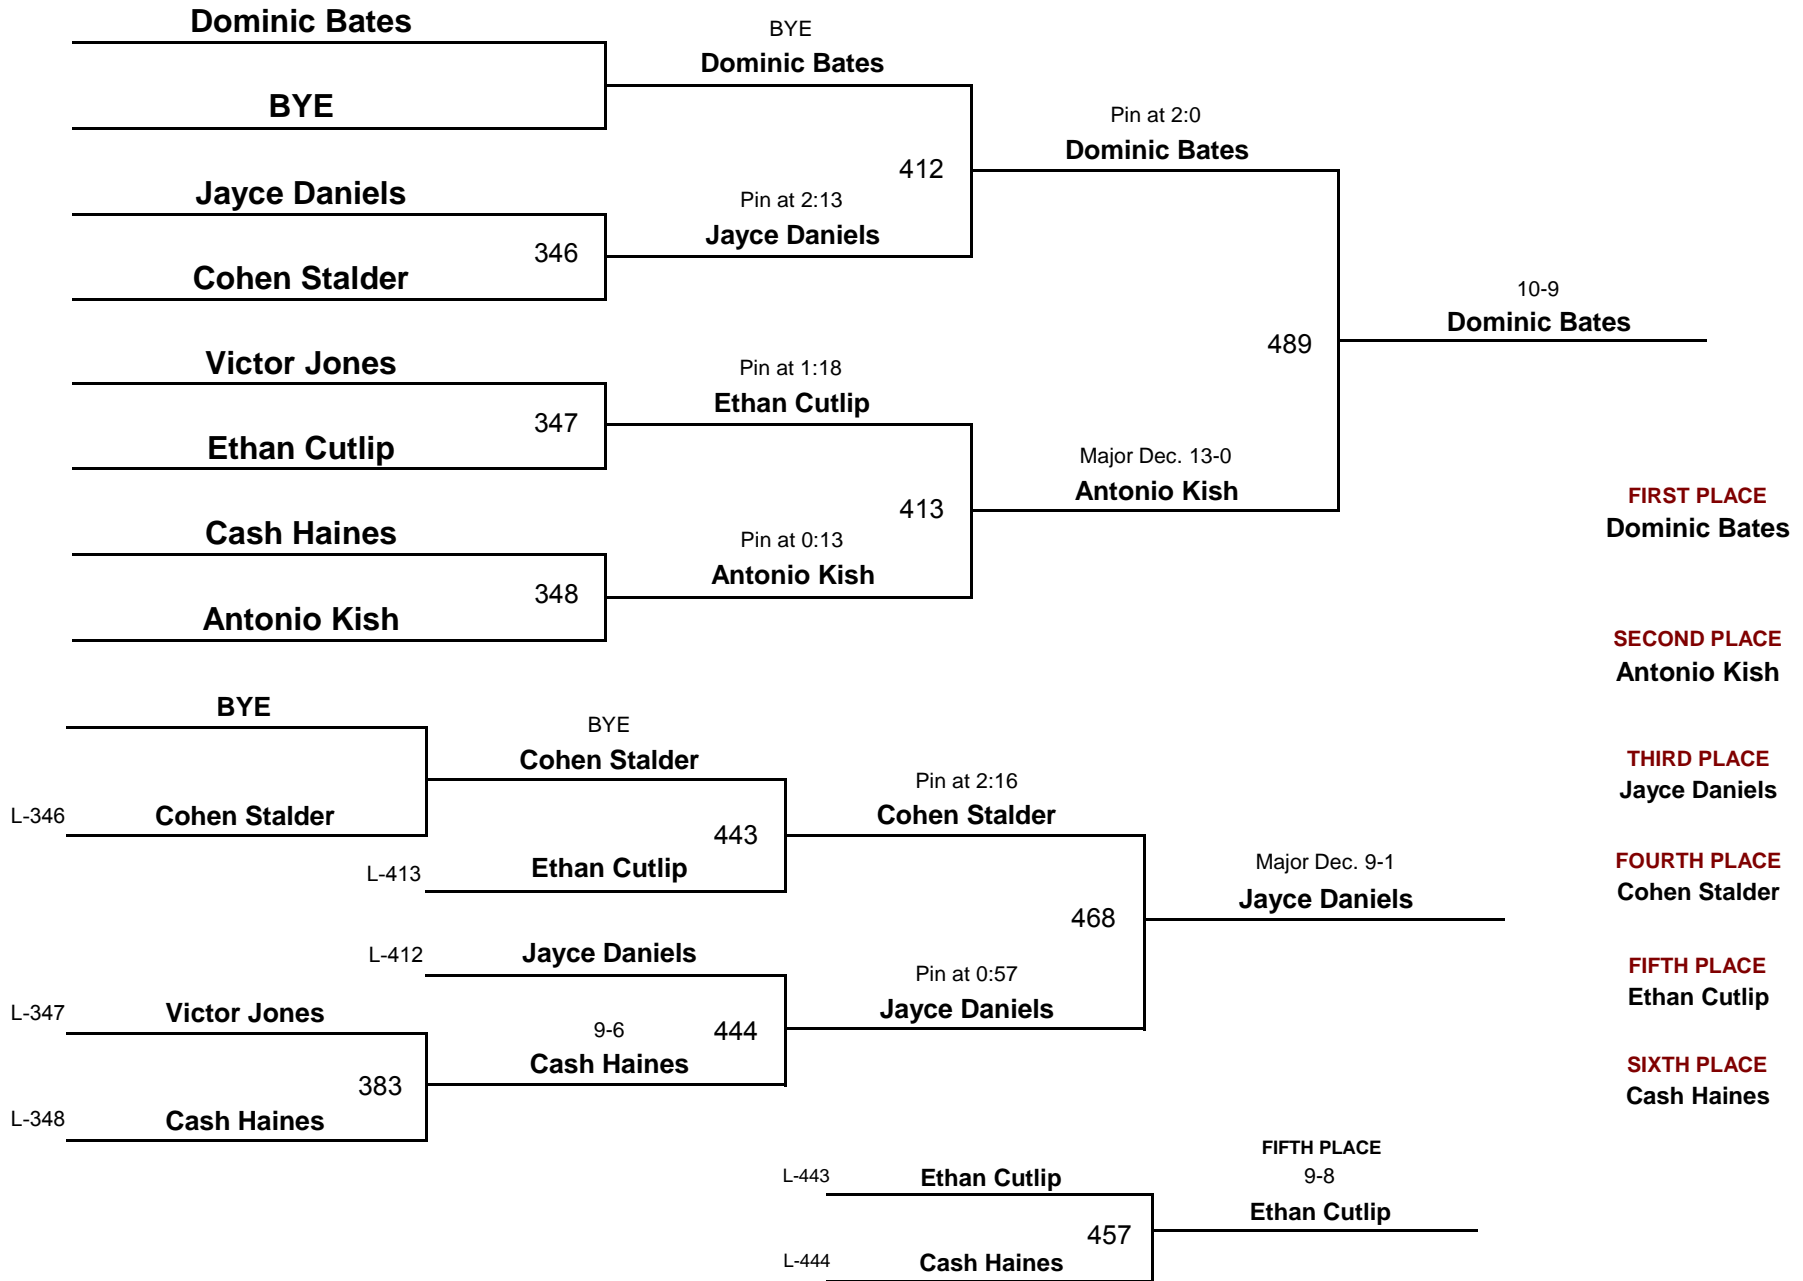 Dominic Bates
BYE
BYE
Dominic Bates
Pin at 2:0
Dominic Bates
412
Jayce Daniels
Pin at 2:13
Jayce Daniels
346
Cohen Stalder
10-9
Dominic Bates
489
Victor Jones
Pin at 1:18
Ethan Cutlip
347
Ethan Cutlip
Major Dec. 13-0
Antonio Kish
413
Cash Haines
Pin at 0:13
Antonio Kish
348
Antonio Kish
FIRST PLACE
Dominic Bates
SECOND PLACE
Antonio Kish
THIRD PLACE
Jayce Daniels
FOURTH PLACE
Cohen Stalder
FIFTH PLACE
Ethan Cutlip
SIXTH PLACE
Cash Haines
BYE
BYE
Cohen Stalder
L-346
Cohen Stalder
Pin at 2:16
Cohen Stalder
443
L-413
Ethan Cutlip
Major Dec. 9-1
Jayce Daniels
468
L-412
Jayce Daniels
Pin at 0:57
Jayce Daniels
L-347
Victor Jones
9-6
444
Cash Haines
383
L-348
Cash Haines
FIFTH PLACE
L-443
Ethan Cutlip
9-8
Ethan Cutlip
457
L-444
Cash Haines